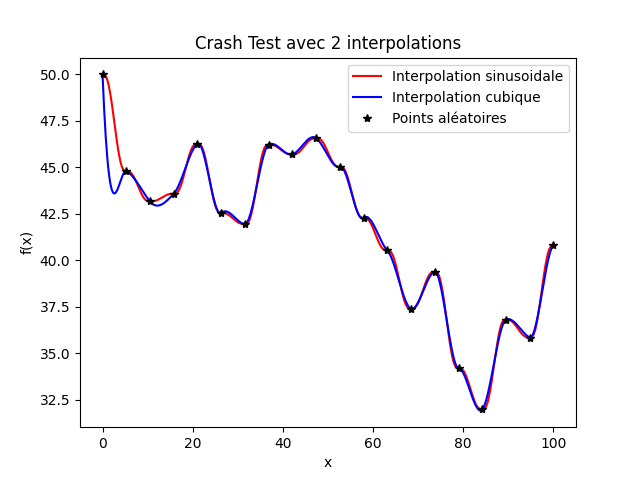 Crash Test avec 2 interpolations
Interpolation sinusoidale
Interpolation cubique
Points aléatoires
f(x)
50.0
47.5
45.0
42.5
40.0
37.5
35.0
32.5
0 20 40 60 80 100
x